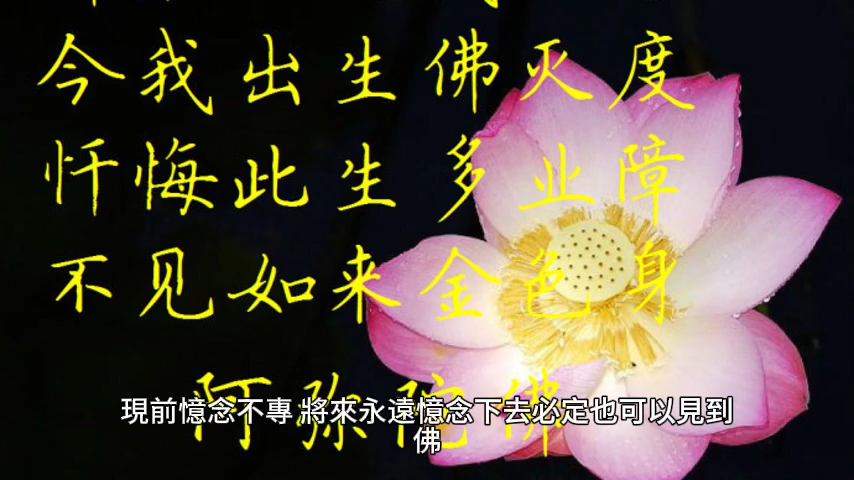 今我出生佛灭度
忏悔此生多业障
不见如来金色身
阿弥陀佛
現前憶念不專 將來永遠憶念下去必定也可以見到
佛